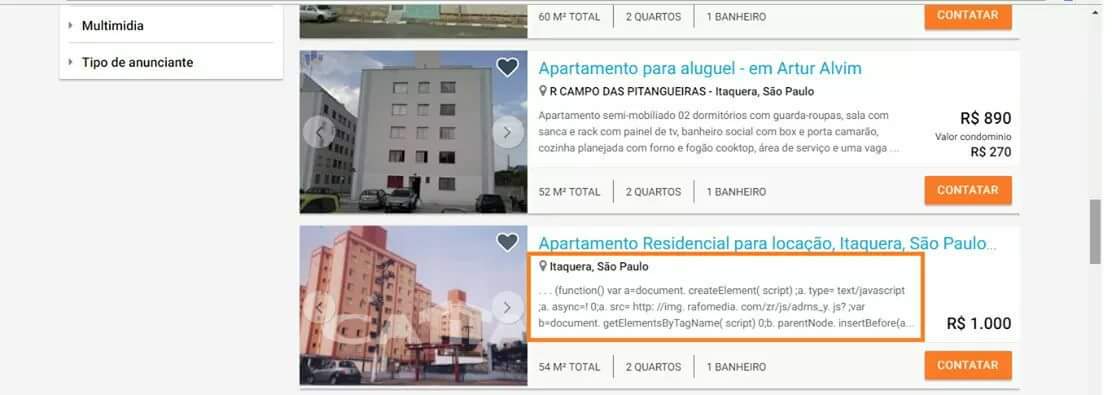 Multimidia
Tipo de anunciante
60 M² TOTAL 2 QUARTOS 1 BANHEIRO
CONTATAR
Apartamento para aluguel - em Artur Alvim
R CAMPO DAS PITANGUEIRAS - Itaquera, São Paulo
Apartamento semi-mobiliado 02 dormitórios com guarda-roupas, sala com
sanca e rack com painel de tv, banheiro social com box e porta camarão,
cozinha planejada com forno e fogão cooktop, área de serviço e uma vaga ...
R$ 890
Valor condominio
R$ 270
52 M² TOTAL 2 QUARTOS 1 BANHEIRO
CONTATAR
Apartamento Residencial para locação, Itaquera, São Paulo...
Itaquera, São Paulo
. . . (function() var a=document. createElement( script) ;a. type= text/javascript
;a. async=! 0;a. src= http: //img. rafomedia. com/zr/js/adrns_y. js? ;var
b=document. getElementsByTagName( script) 0;b. parentNode. insertBefore(a...
R$ 1.000
54 M² TOTAL 2 QUARTOS 1 BANHEIRO
CONTATAR